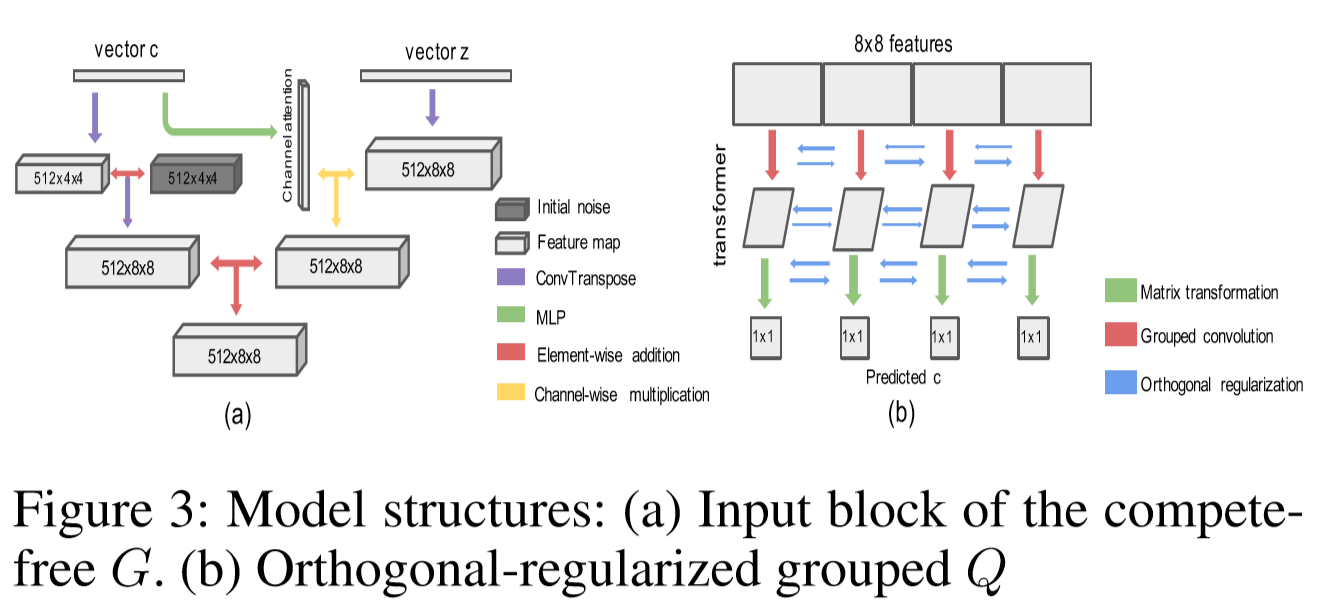 vector c
vector z
Channel attention
512x4x4
512x4x4
512x8x8
512x8x8
512x8x8
512x8x8
Initial noise
Feature map
ConvTranspose
MLP
Element-wise addition
Channel-wise multiplication
(a)
8x8 features
transformer
1x1
1x1
1x1
1x1
Predicted c
(b)
Matrix transformation
Grouped convolution
Orthogonal regularization
Figure 3: Model structures: (a) Input block of the compete-
free G. (b) Orthogonal-regularized grouped Q